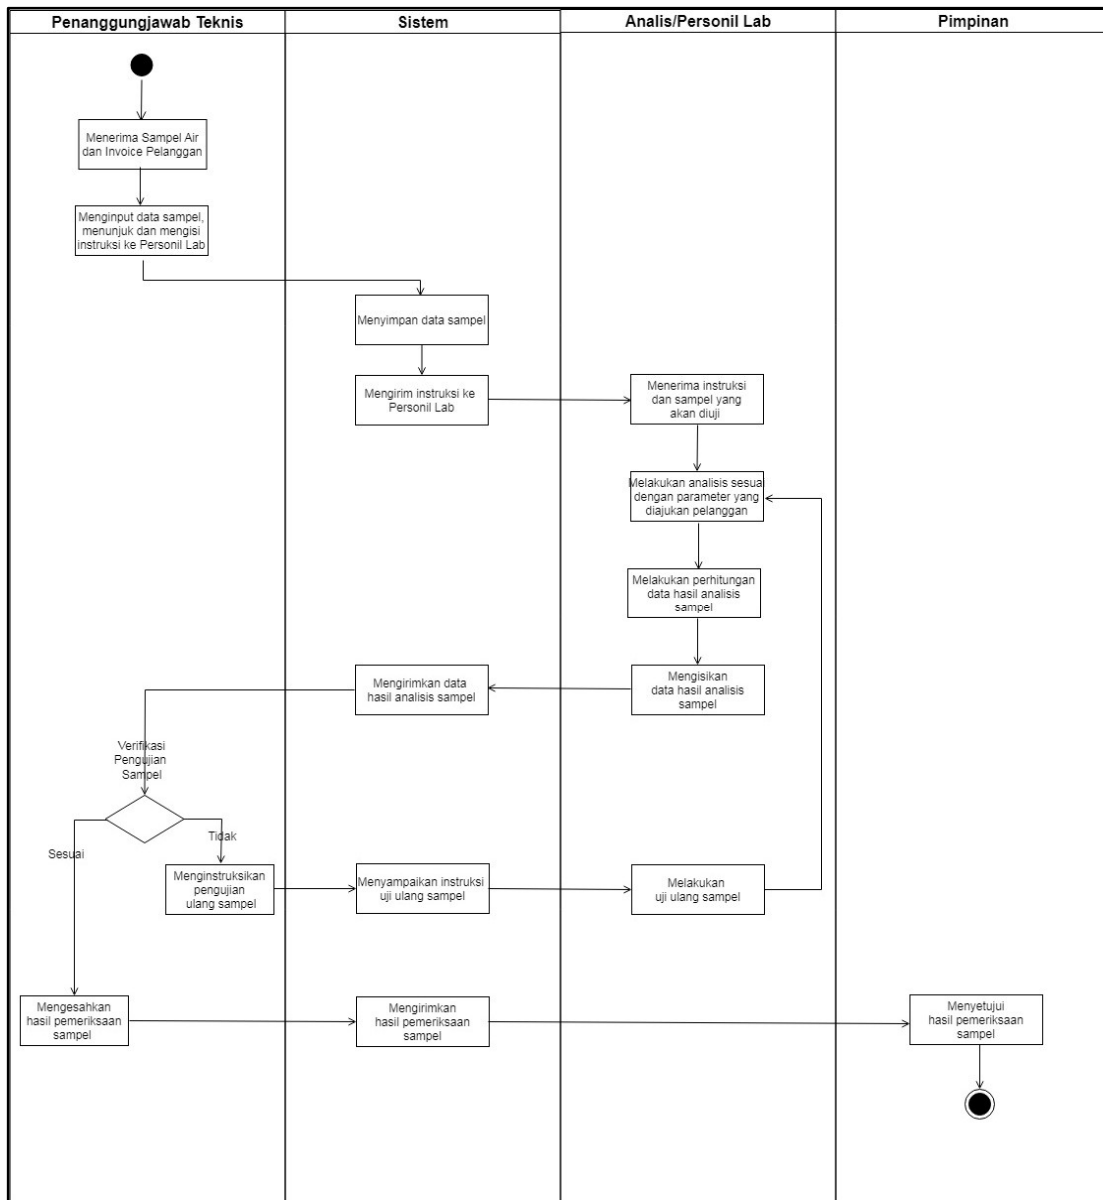 Penanggungjawab Teknis
Sistem
Analis/Personil Lab
Pimpinan
Menerima Sampel Air
dan Invoice Pelanggan
Menginput data sampel,
menunjuk dan mengisi
instruksi ke Personil Lab
Menyimpan data sampel
Mengirim instruksi ke
Personil Lab
Menerima instruksi
dan sampel yang
akan diuji
Melakukan analisis sesuai
dengan parameter yang
diajukan pelanggan
Melakukan perhitungan
data hasil analisis
sampel
Mengisikan
data hasil analisis
sampel
Mengirimkan data
hasil analisis sampel
Verifikasi
Pengujian
Sampel
Tidak
Sesuai
Menginstruksikan
pengujian
ulang sampel
Menyampaikan instruksi
uji ulang sampel
Melakukan
uji ulang sampel
Mengesahkan
hasil pemeriksaan
sampel
Mengirimkan
hasil pemeriksaan
sampel
Menyetujui
hasil pemeriksaan
sampel